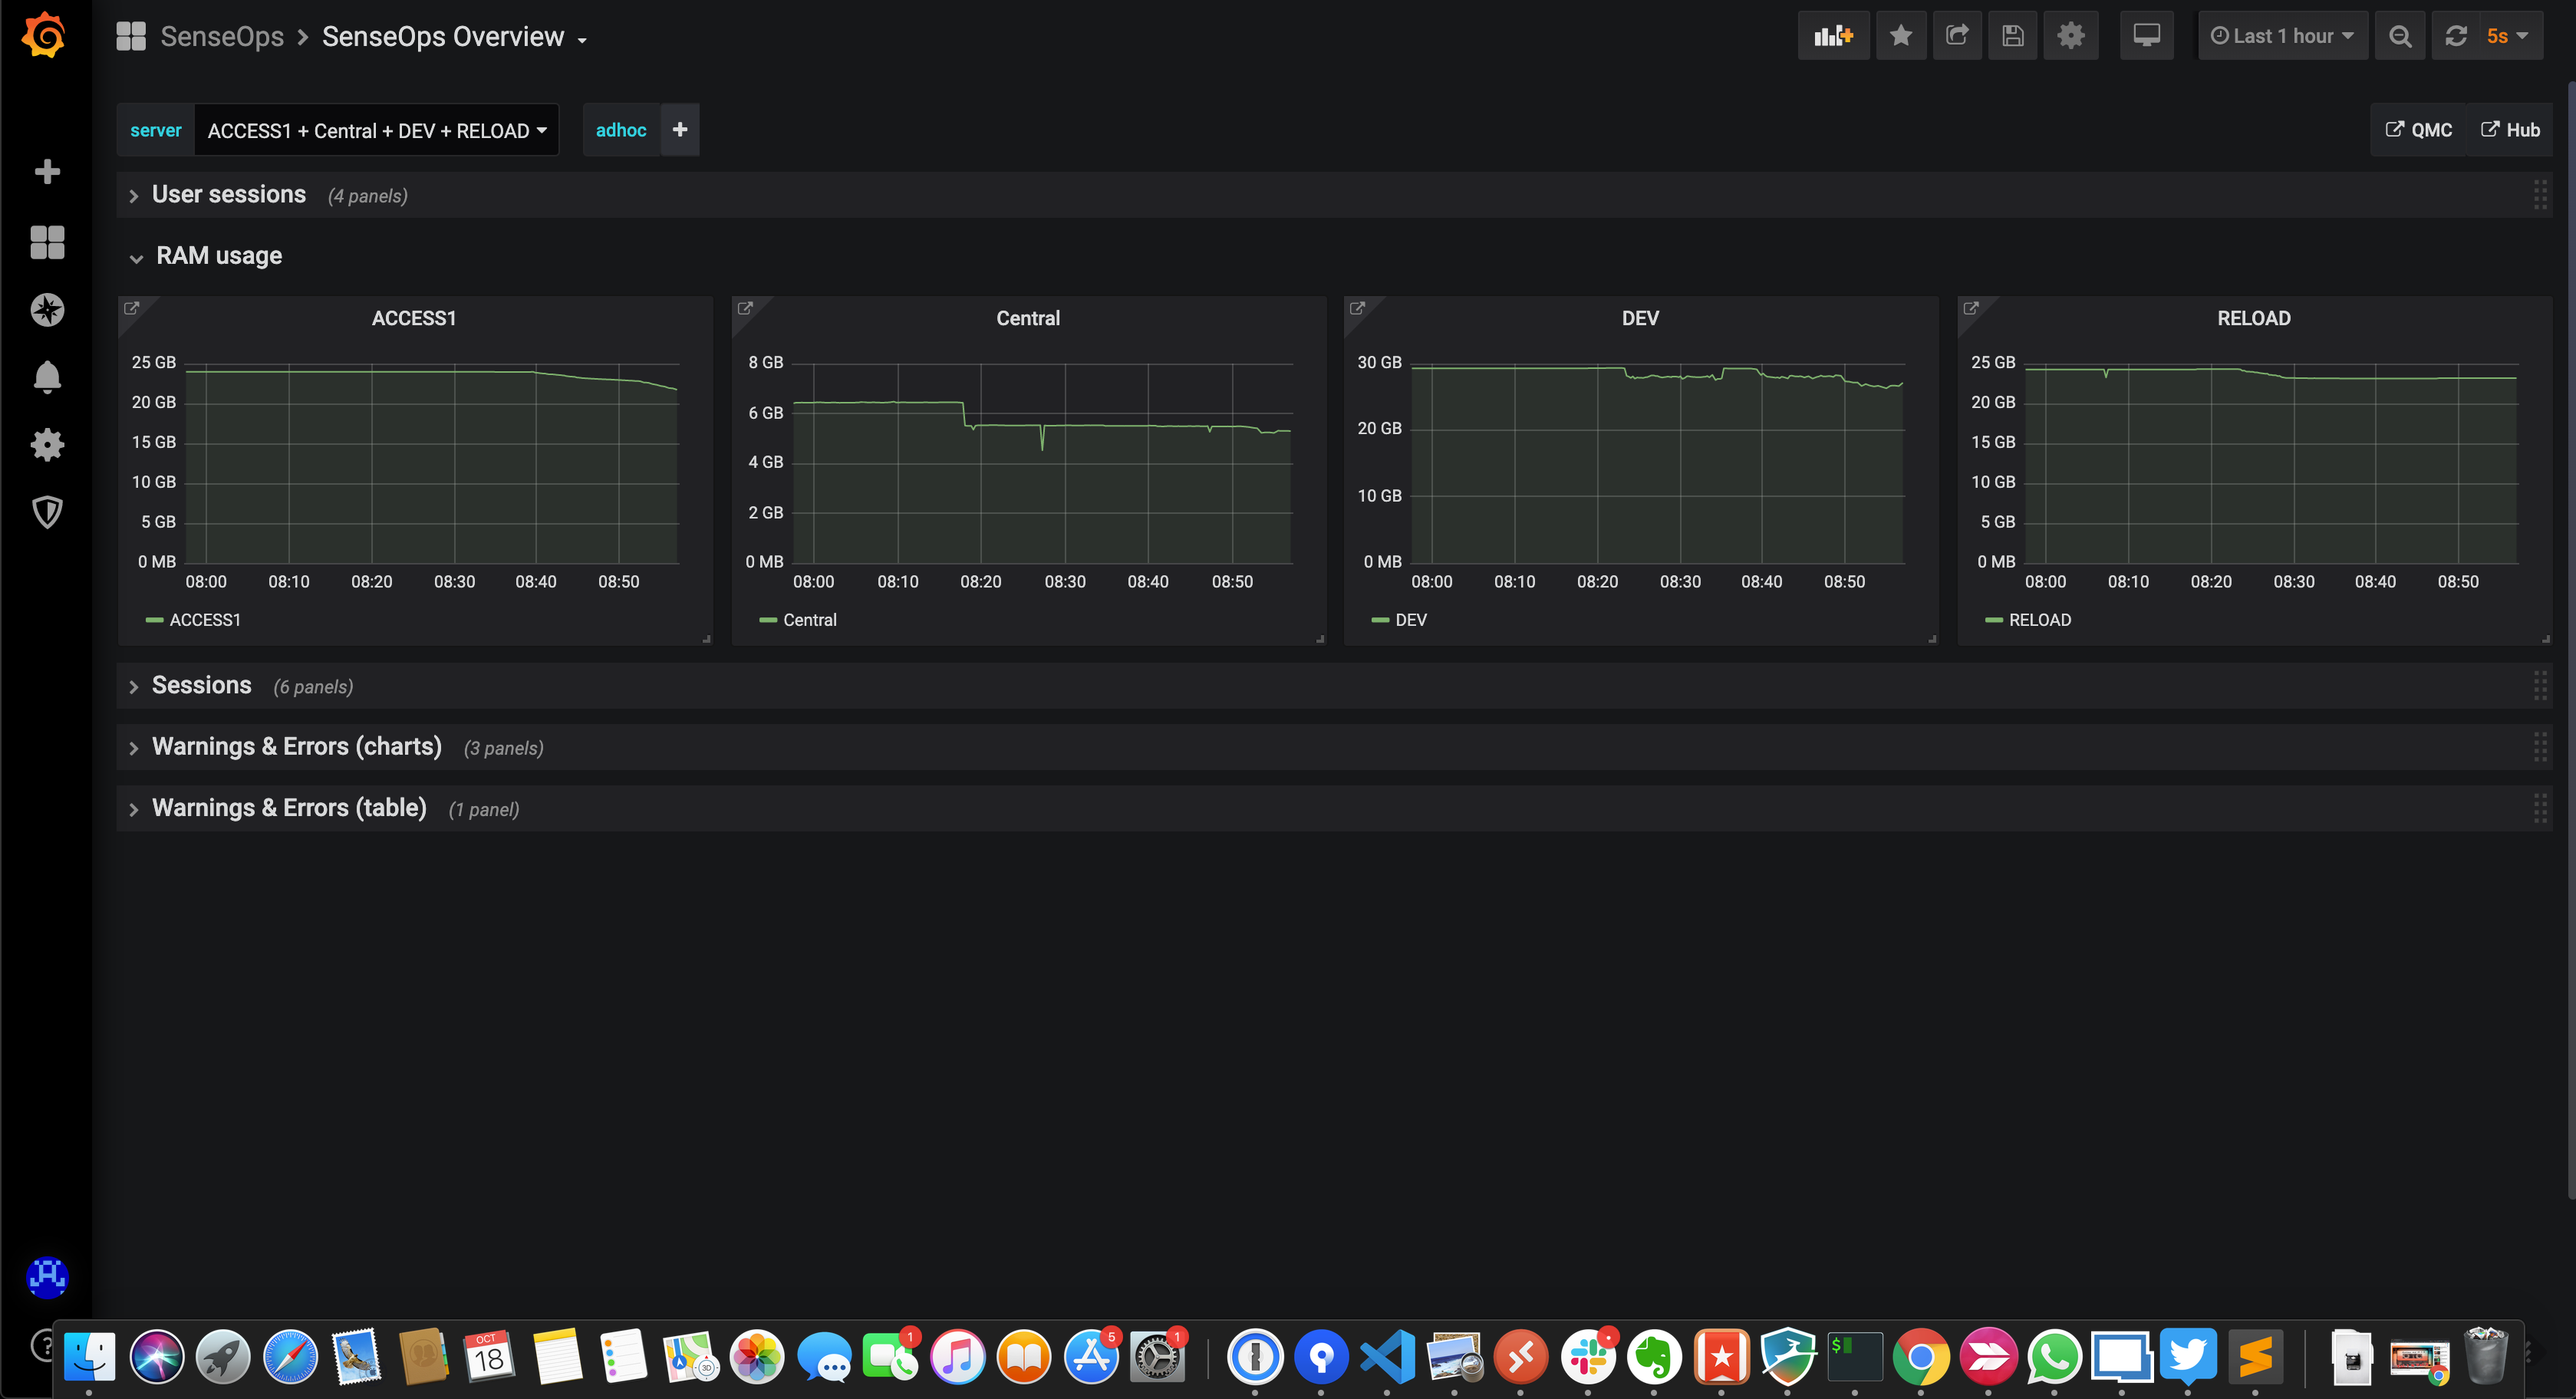 SenseOps > SenseOps Overview
Last 1 hour
5s
server ACCESS1 + Central + DEV + RELOAD
adhoc +
QMC
Hub
User sessions (4 panels)
RAM usage
ACCESS1
25 GB
20 GB
15 GB
10 GB
5 GB
0 MB
08:00 08:10 08:20 08:30 08:40 08:50
ACCESS1
Central
8 GB
6 GB
4 GB
2 GB
0 MB
08:00 08:10 08:20 08:30 08:40 08:50
Central
DEV
30 GB
20 GB
10 GB
0 MB
08:00 08:10 08:20 08:30 08:40 08:50
DEV
RELOAD
25 GB
20 GB
15 GB
10 GB
5 GB
0 MB
08:00 08:10 08:20 08:30 08:40 08:50
RELOAD
Sessions (6 panels)
Warnings & Errors (charts) (3 panels)
Warnings & Errors (table) (1 panel)
OCT
18
3D
1
5
1
$